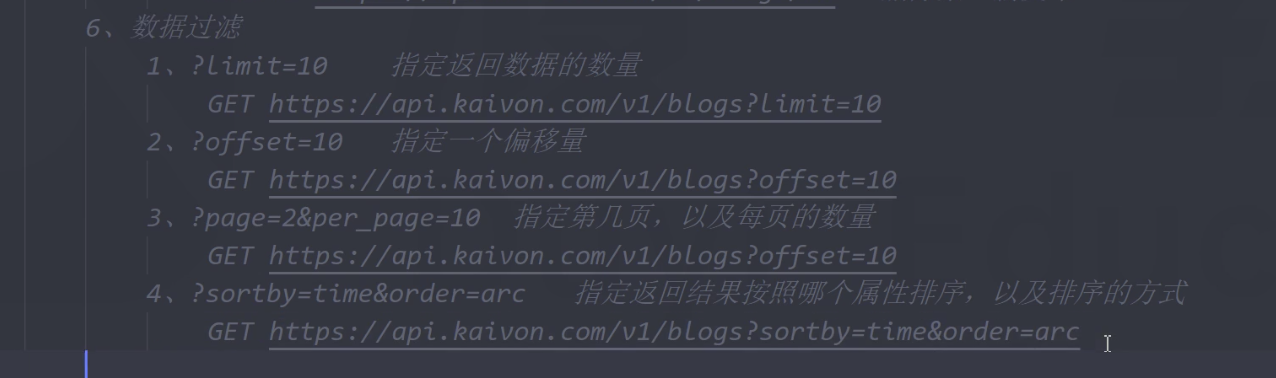 6、数据过滤
1、?limit=10 指定返回数据的数量
GET https://api.kaivon.com/v1/blogs?limit=10
2、?offset=10 指定一个偏移量
GET https://api.kaivon.com/v1/blogs?offset=10
3、?page=2&per_page=10 指定第几页，以及每页的数量
GET https://api.kaivon.com/v1/blogs?offset=10
4、?sortby=time&order=arc 指定返回结果按照哪个属性排序，以及排序的方式
GET https://api.kaivon.com/v1/blogs?sortby=time&order=arc